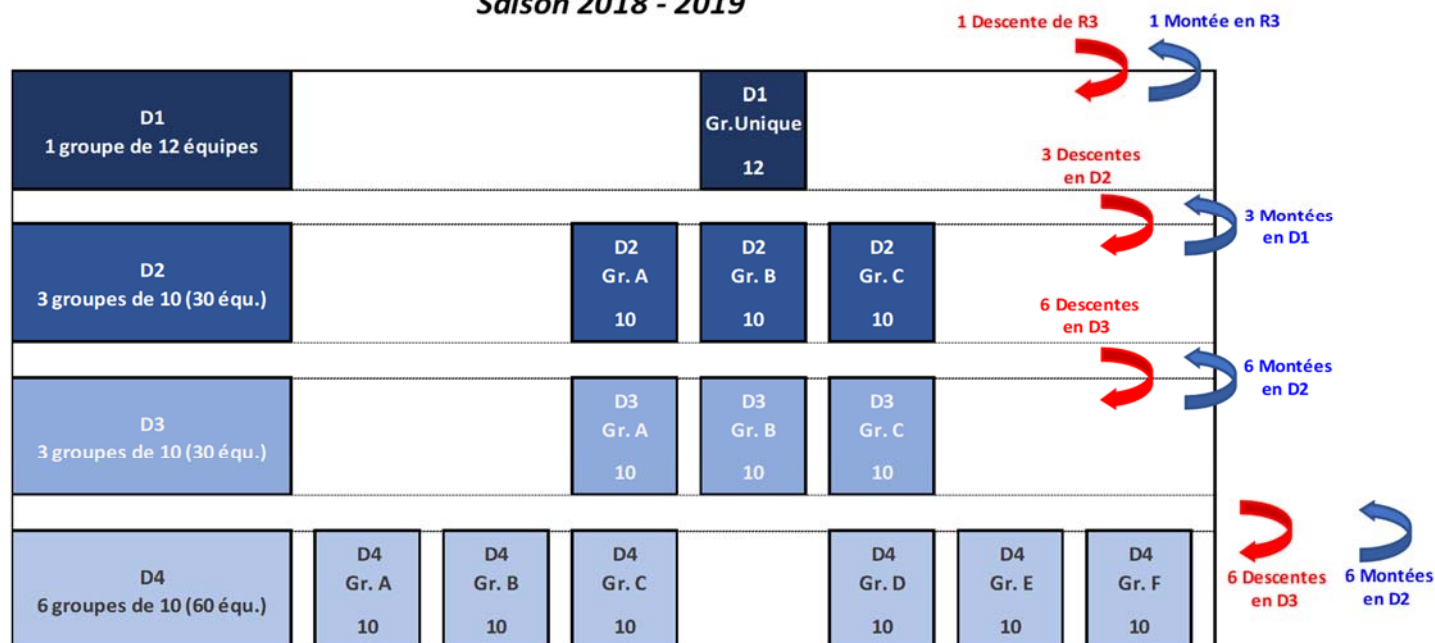 Saison 2018 - 2019
1 Descente de R3
1 Montée en R3
D1
1 groupe de 12 équipes
D1
Gr.Unique
12
3 Descentes
en D2
3 Montées
en D1
D2
3 groupes de 10 (30 équ.)
D2
Gr. A
10
D2
Gr. B
10
D2
Gr. C
10
6 Descentes
en D3
6 Montées
en D2
D3
3 groupes de 10 (30 équ.)
D3
Gr. A
10
D3
Gr. B
10
D3
Gr. C
10
D4
6 groupes de 10 (60 équ.)
D4
Gr. A
10
D4
Gr. B
10
D4
Gr. C
10
D4
Gr. D
10
D4
Gr. E
10
D4
Gr. F
10
6 Descentes
en D3
6 Montées
en D2